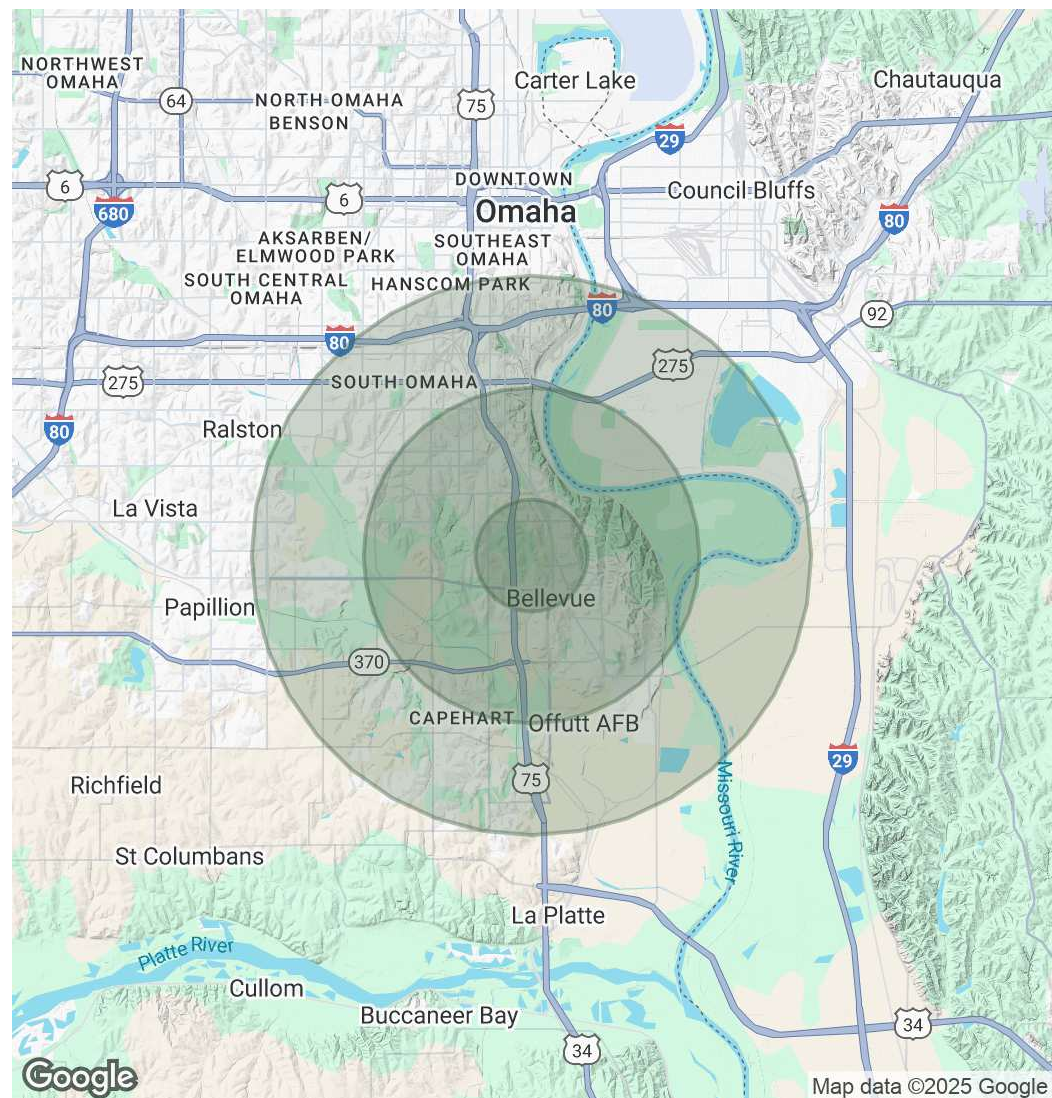 NORTHWEST
OMAHA
64
NORTH OMAHA
BENSON
75
Carter Lake
Chautauqua
29
6
680
6
DOWNTOWN
Omaha
Council Bluffs
80
AKSARBEN/
ELMWOOD PARK
SOUTHEAST
OMAHA
SOUTH CENTRAL
OMAHA
HANSCOM PARK
80
92
80
275
275
SOUTH OMAHA
80
Ralston
La Vista
Papillion
Bellevue
370
CAPEHART
Offutt AFB
75
29
Richfield
Missouri River
St Columbans
La Platte
Platte River
Cullom
Buccaneer Bay
34
34
Google
Map data ©2025 Google